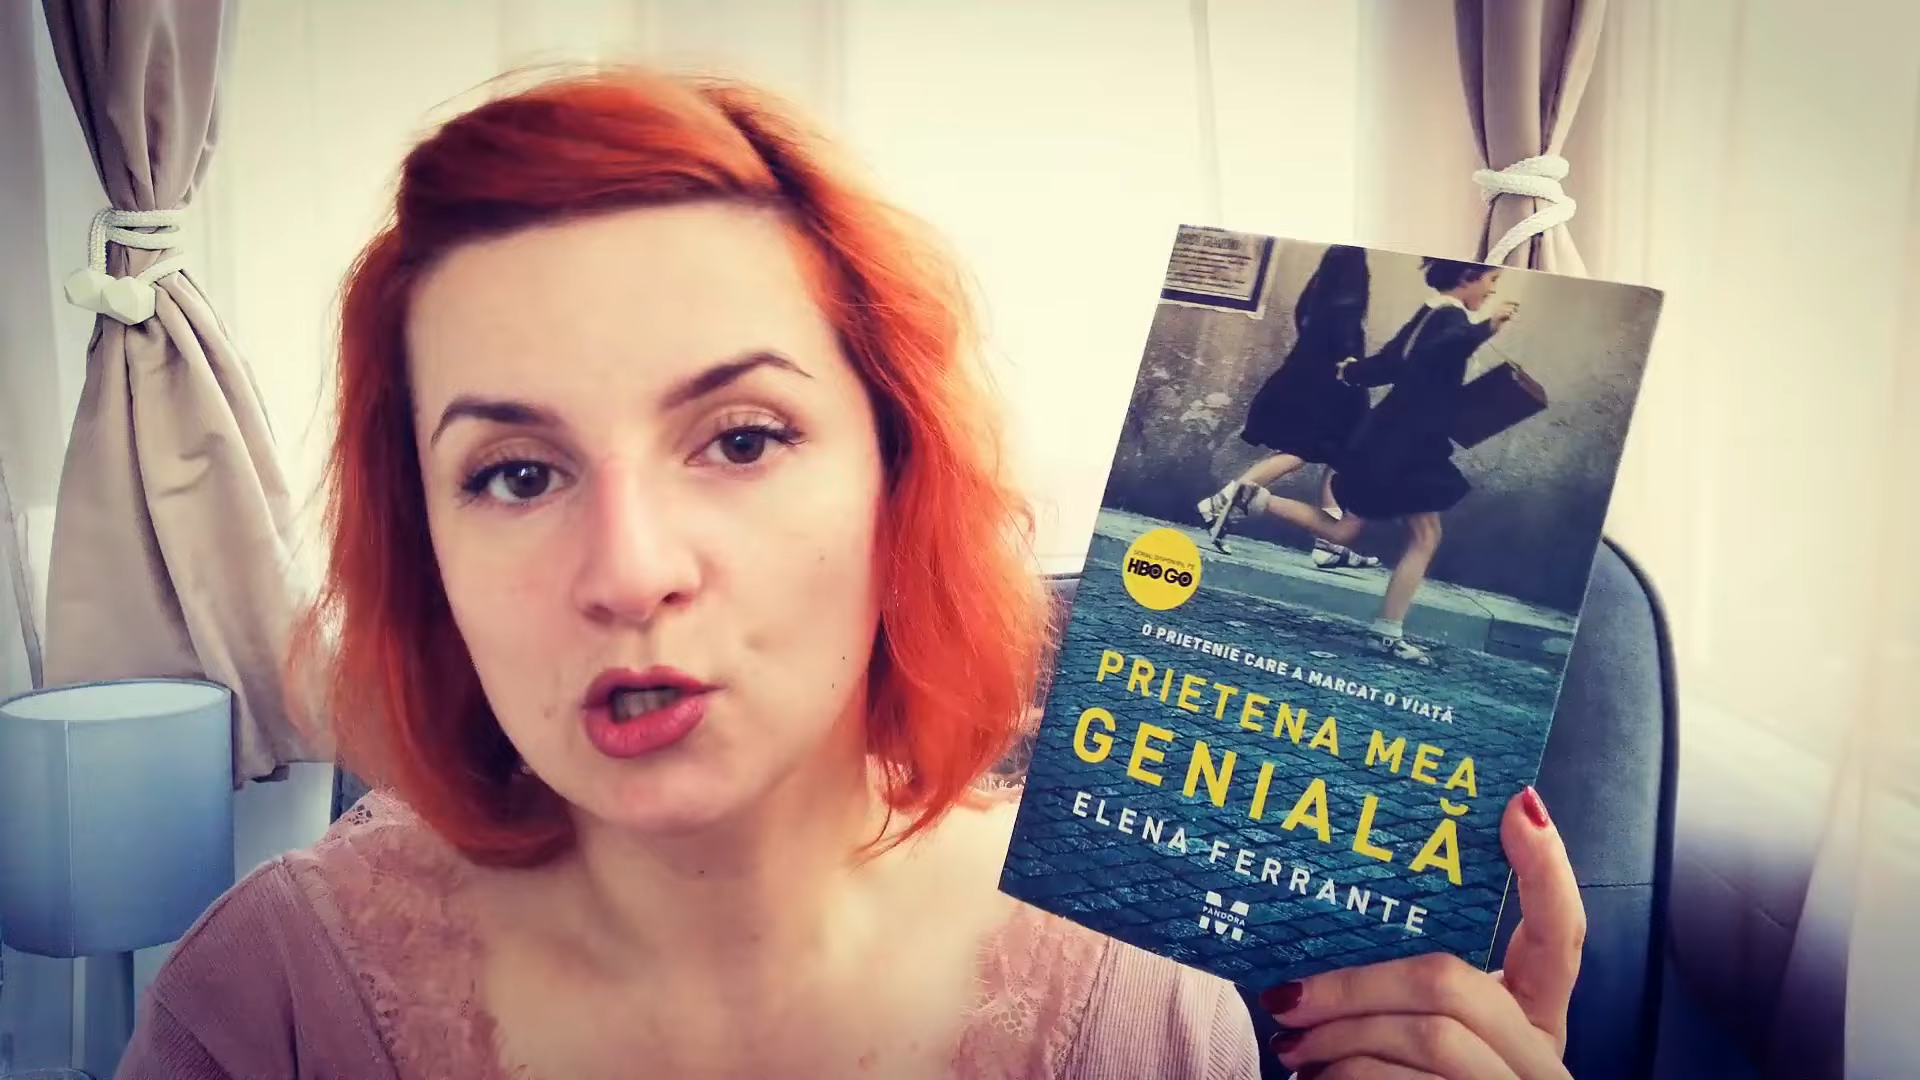 HBO GO
O PRIETENIE CARE A MARCAT O VIAȚĂ
PRIETENA MEA
GENIALĂ
ELENA FERRANTE
PANDORA
M